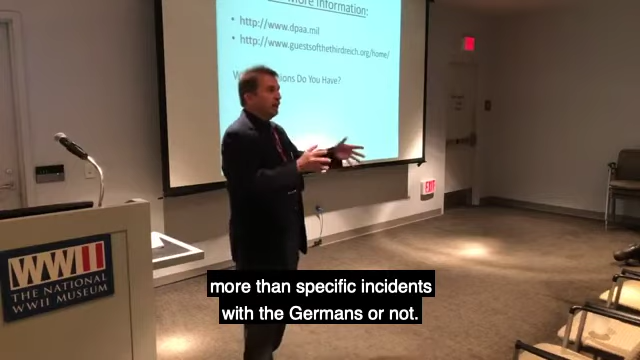 More Information:
• http://www.dpaa.mil
• http://www.guestsofthethirdreich.org/home/
Do You Have?
EXIT
WWII
THE NATIONAL
WWII MUSEUM
more than specific incidents
with the Germans or not.